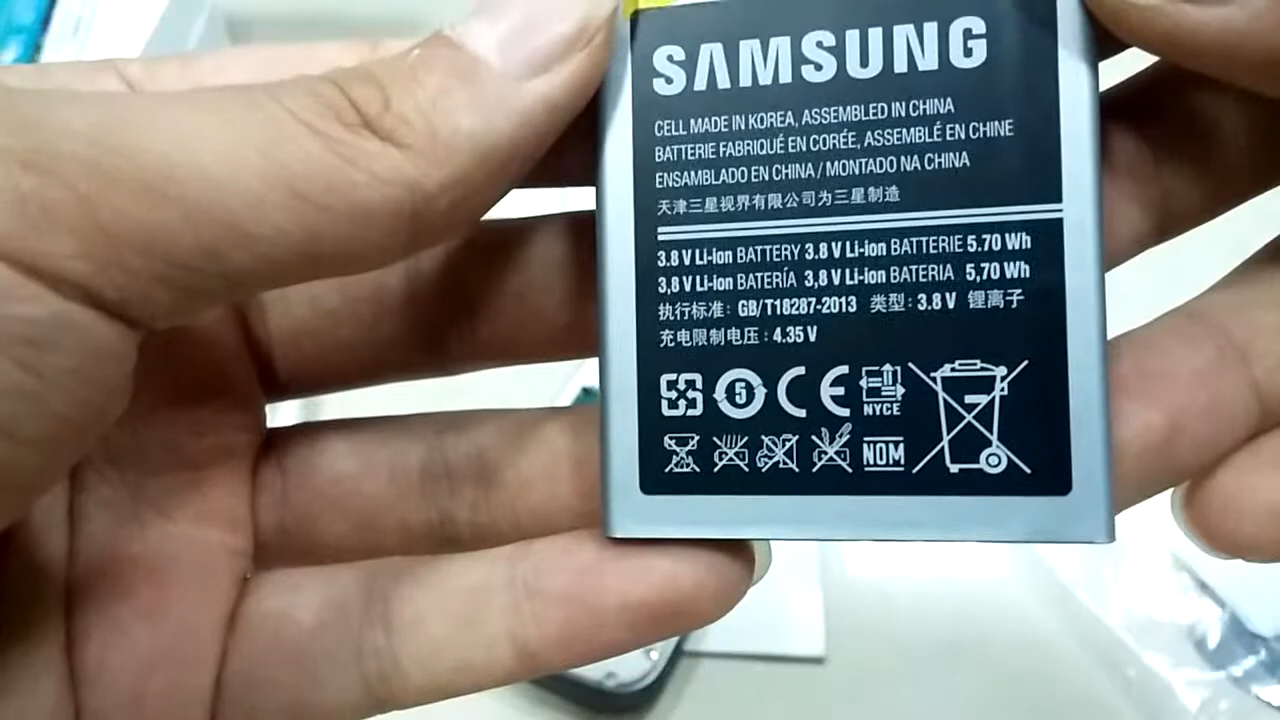 SAMSUNG
CELL MADE IN KOREA, ASSEMBLED IN CHINA
BATTERIE FABRIQUÉ EN CORÉE, ASSEMBLÉ EN CHINE
ENSAMBLADO EN CHINA / MONTADO NA CHINA
天津三星视界有限公司为三星制造
3.8 V Li-ion BATTERY 3.8 V Li-ion BATTERIE 5.70 Wh
3,8 V Li-ion BATERÍA 3,8 V Li-ion BATERIA 5,70 Wh
执行标准: GB/T18287-2013 类型: 3.8 V 锂离子
充电限制电压: 4.35 V
5 CE NYCE
NOM